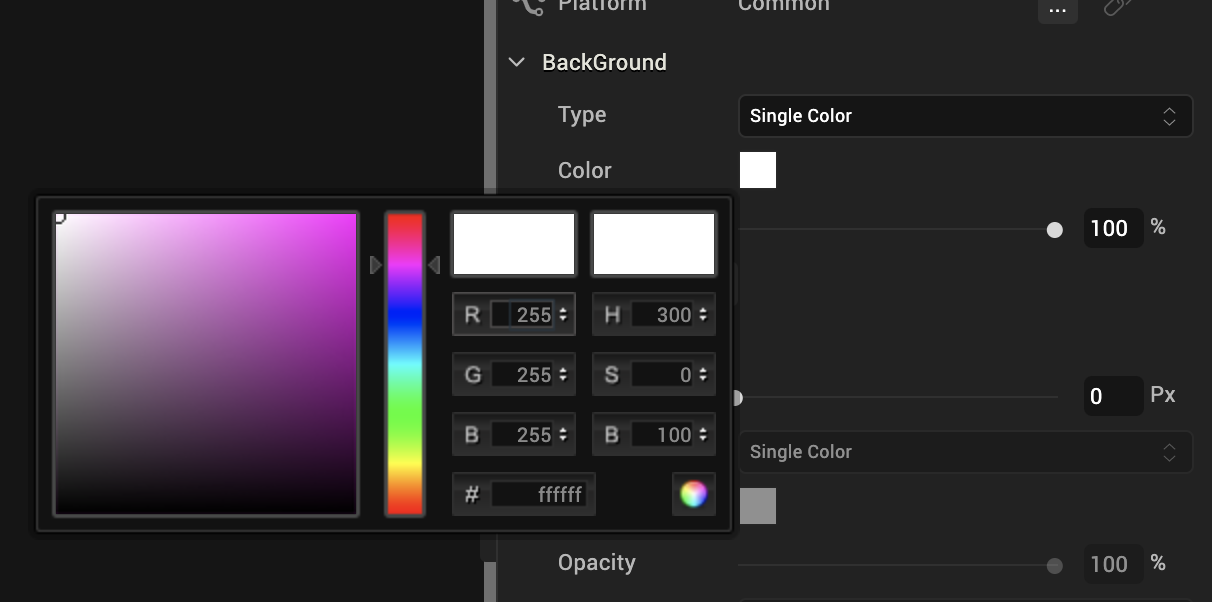 Platform Common ...
BackGround
Type Single Color
Color
100 %
R 255 H 300
G 255 S 0
0 Px
B 255 B 100
Single Color
# ffffff
Opacity 100 %